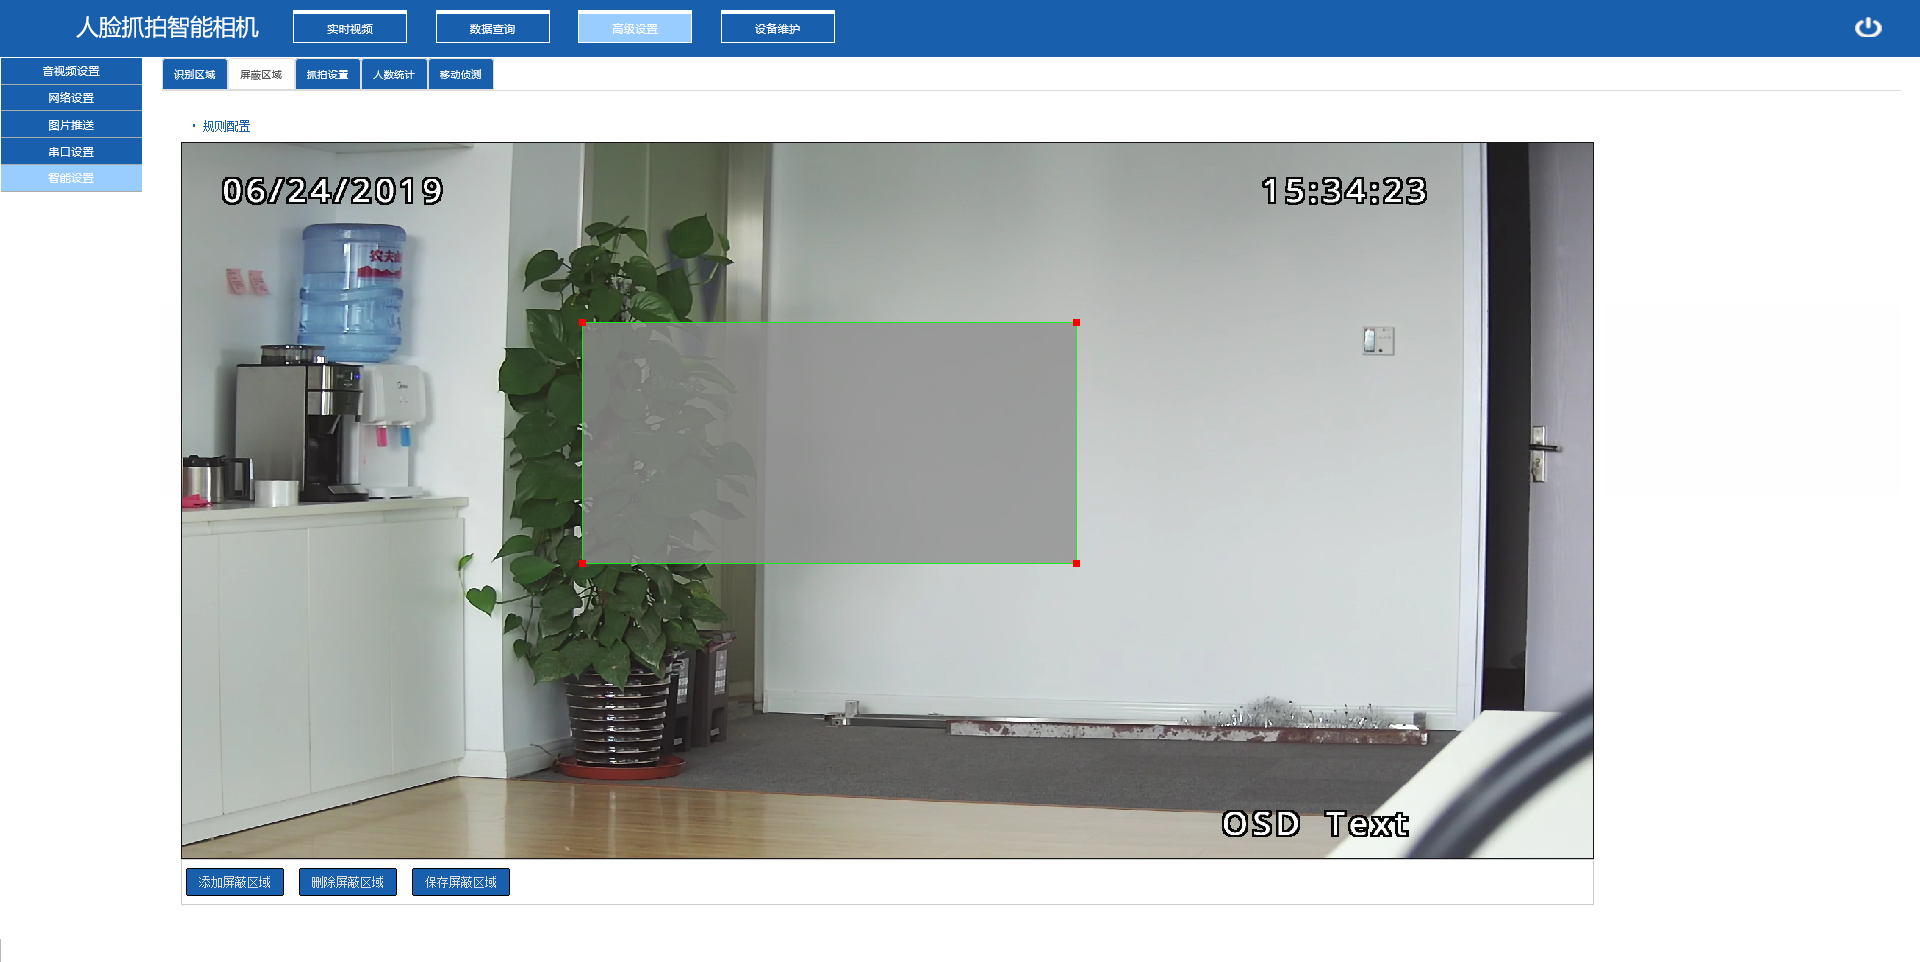 人脸抓拍智能相机
实时视频
数据查询
高级设置
设备维护
音视频设置
网络设置
图片推送
串口设置
智能设置
识别区域
屏蔽区域
抓拍设置
人数统计
移动侦测
· 规则配置
06/24/2019
15:34:23
农夫山
OSD Text
添加屏蔽区域
删除屏蔽区域
保存屏蔽区域